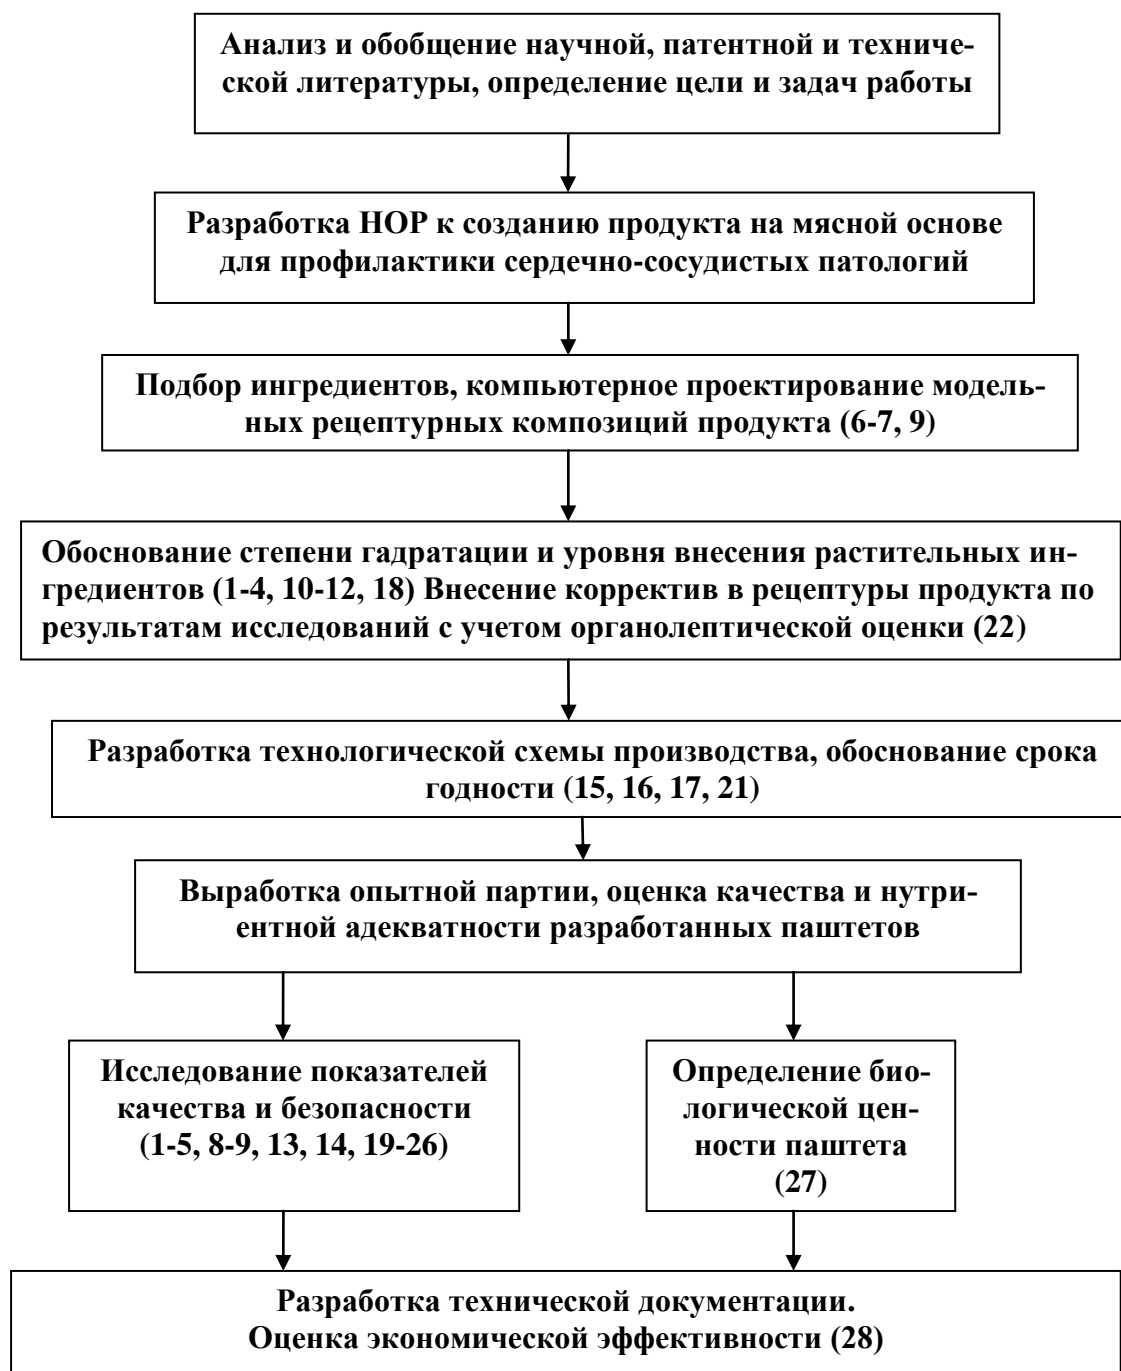 Анализ и обобщение научной, патентной и техниче-
ской литературы, определение цели и задач работы
Разработка НОР к созданию продукта на мясной основе
для профилактики сердечно-сосудистых патологий
Подбор ингредиентов, компьютерное проектирование модель-
ных рецептурных композиций продукта (6-7, 9)
Обоснование степени гадратации и уровня внесения растительных ин-
гредиентов (1-4, 10-12, 18) Внесение корректив в рецептуры продукта по
результатам исследований с учетом органолептической оценки (22)
Разработка технологической схемы производства, обоснование срока
годности (15, 16, 17, 21)
Выработка опытной партии, оценка качества и нутри-
ентной адекватности разработанных паштетов
Исследование показателей
качества и безопасности
(1-5, 8-9, 13, 14, 19-26)
Определение био-
логической цен-
ности паштета
(27)
Разработка технической документации.
Оценка экономической эффективности (28)